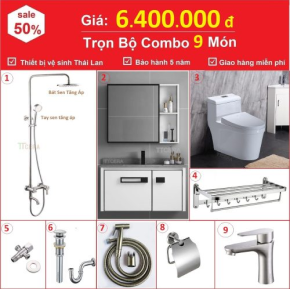 sale
50%
Giá: 6.400.000 đ
Trọn Bộ Combo 9 Món
Thiết bị vệ sinh Thái Lan
Bảo hành 5 năm
Giao hàng miễn phí
1
Bát Sen Tăng Áp
Tay sen tăng áp
2
3
4
5
6
7
8
9